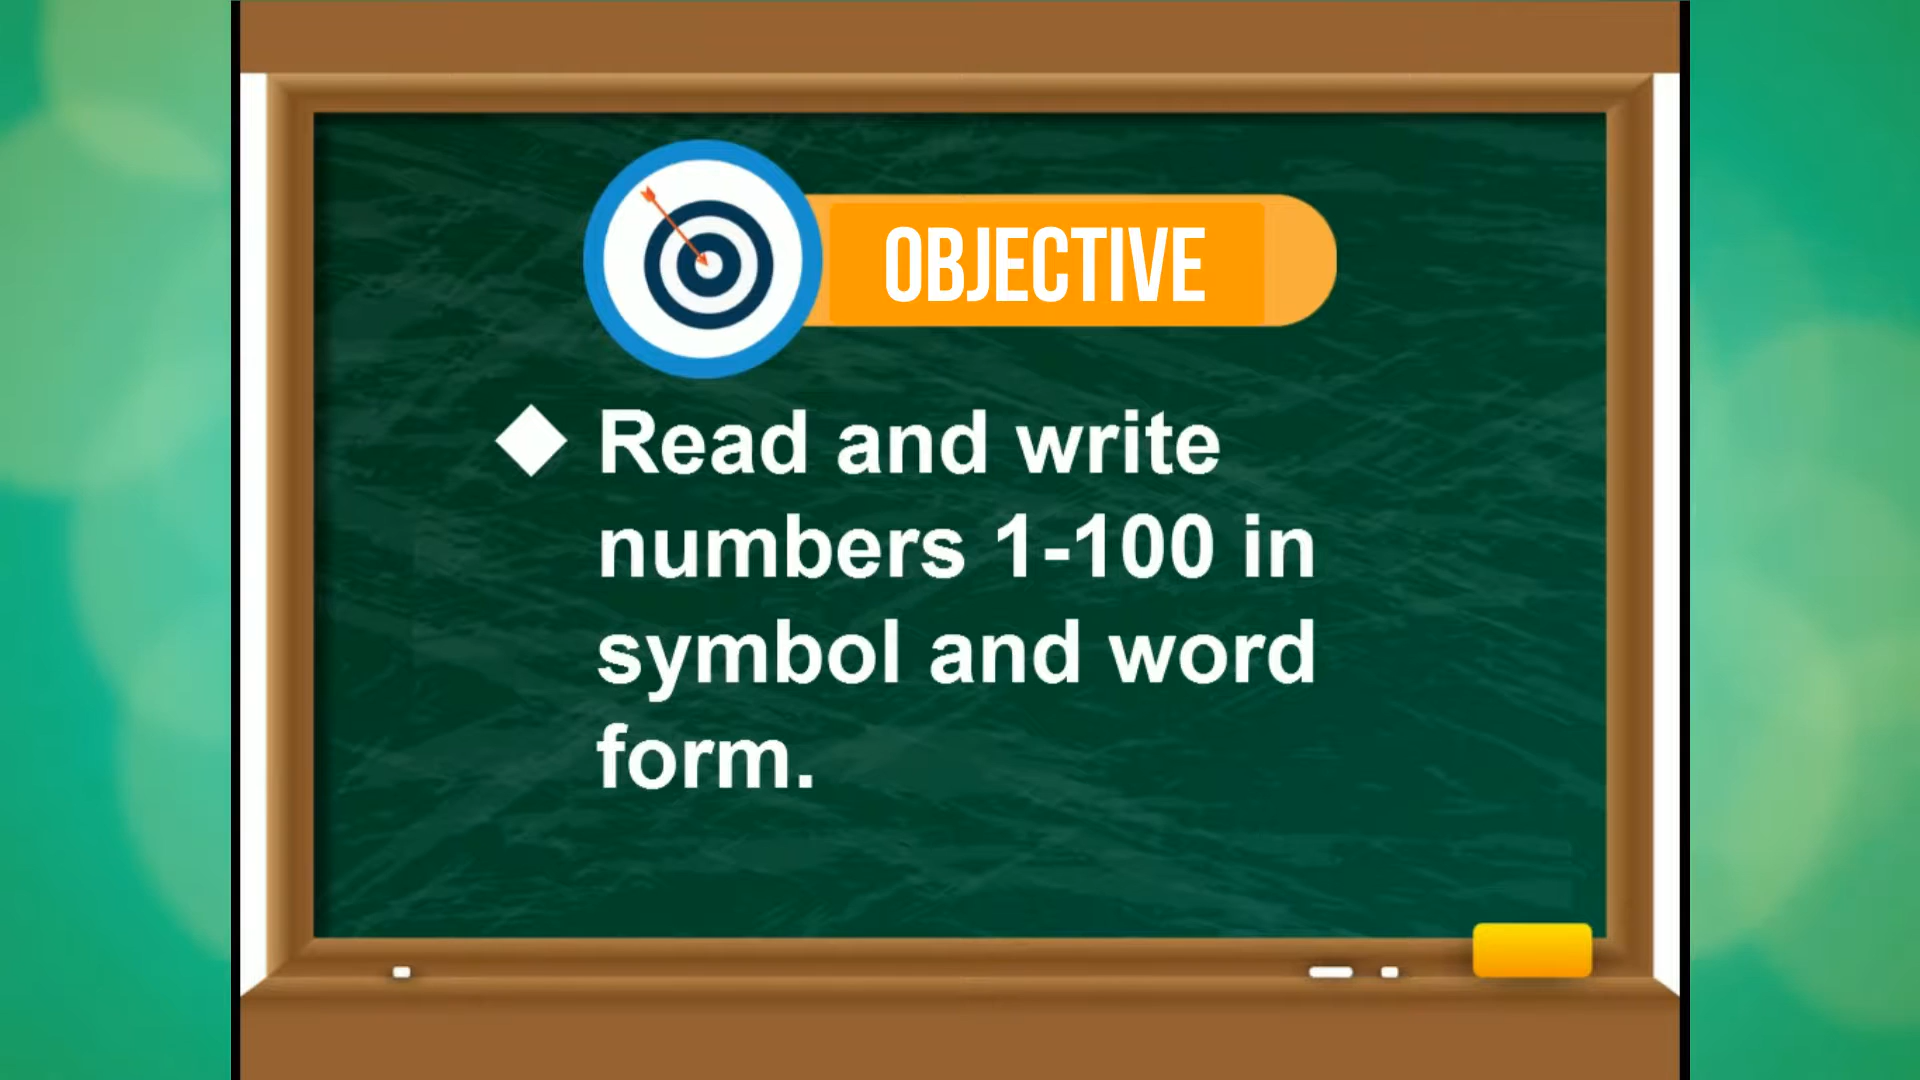 OBJECTIVE
Read and write
numbers 1-100 in
symbol and word
form.